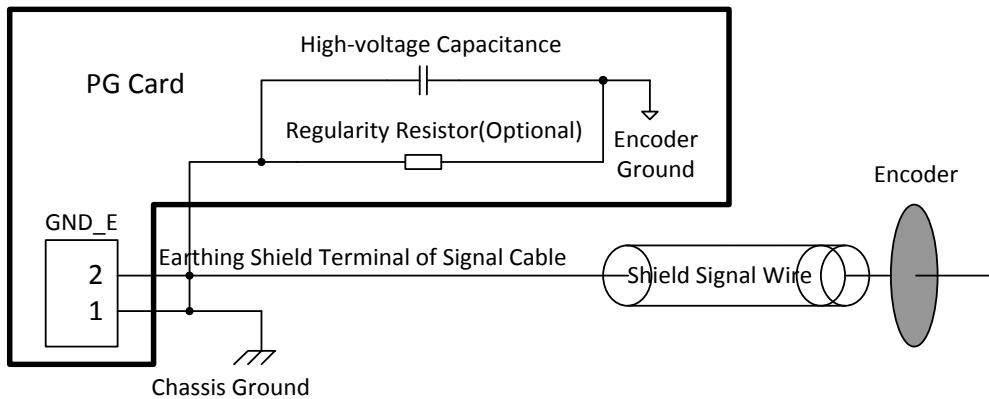 High-voltage Capacitance
PG Card
Regularity Resistor(Optional)
Encoder
Ground
Encoder
GND_E
2
Earthing Shield Terminal of Signal Cable
Shield Signal Wire
1
Chassis Ground